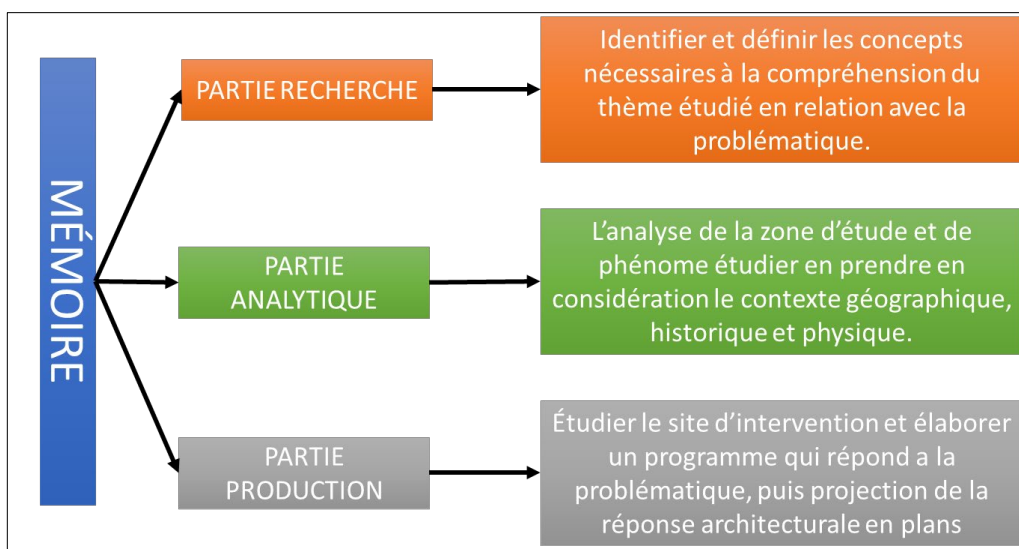 MÉMOIRE
PARTIE RECHERCHE
Identifier et définir les concepts
nécessaires à la compréhension du
thème étudié en relation avec la
problématique.
PARTIE
ANALYTIQUE
L'analyse de la zone d'étude et de
phénome étudier en prendre en
considération le contexte géographique,
historique et physique.
PARTIE
PRODUCTION
Étudier le site d'intervention et élaborer
un programme qui répond a la
problématique, puis projection de la
réponse architecturale en plans